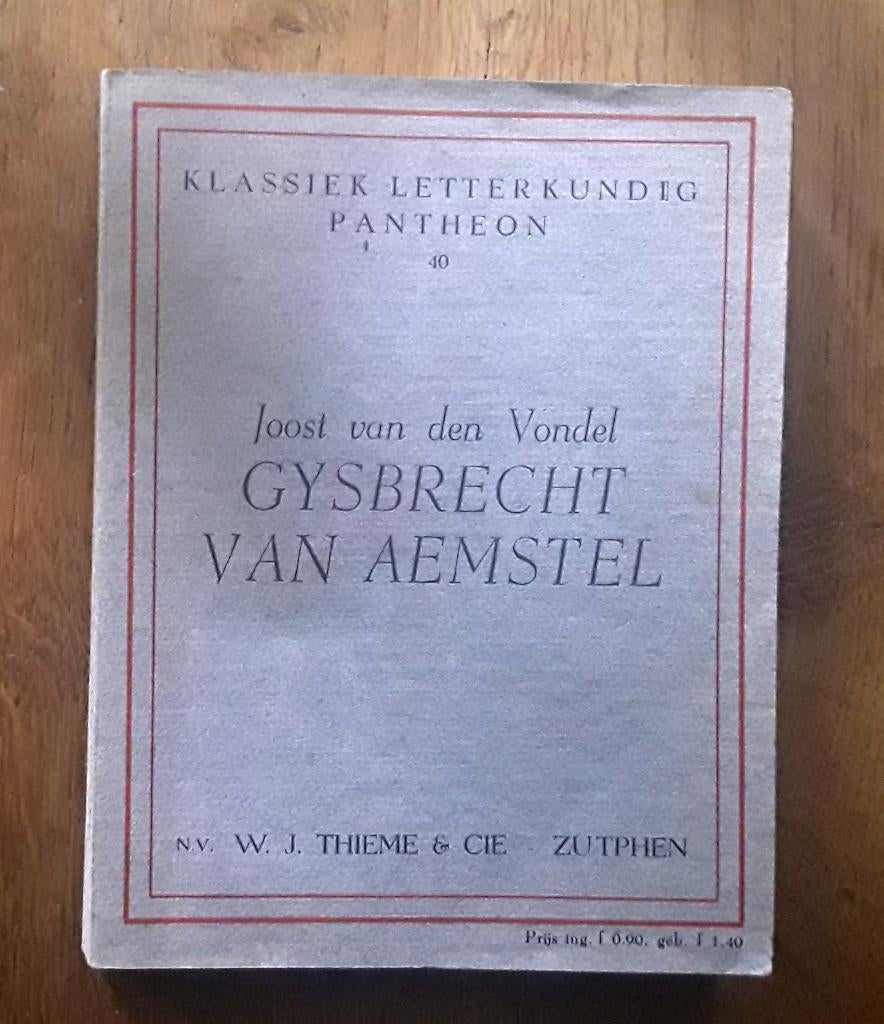 KLASSIEK LETTERKUNDIG
PANTHEON
40
Joost van den Vondel
GYSBRECHT
VAN AEMSTEL
N.V. W. J. THIEME & CIE - ZUTPHEN
Prijs ing. f 0.90, geb. f 1.40